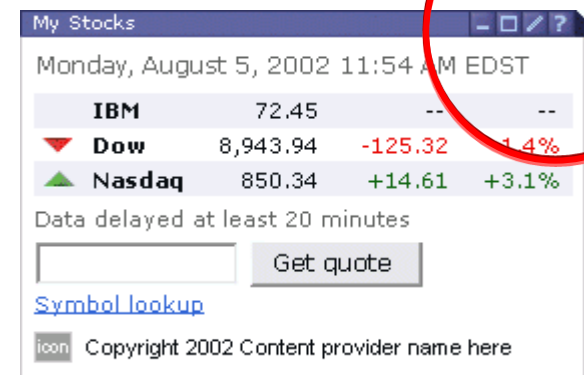 My Stocks ?
Monday, August 5, 2002 11:54 AM EDST
IBM 72.45 -- --
Dow 8,943.94 -125.32 -1.4%
Nasdaq 850.34 +14.61 +3.1%
Data delayed at least 20 minutes
Get quote
Symbol lookup
icon Copyright 2002 Content provider name here